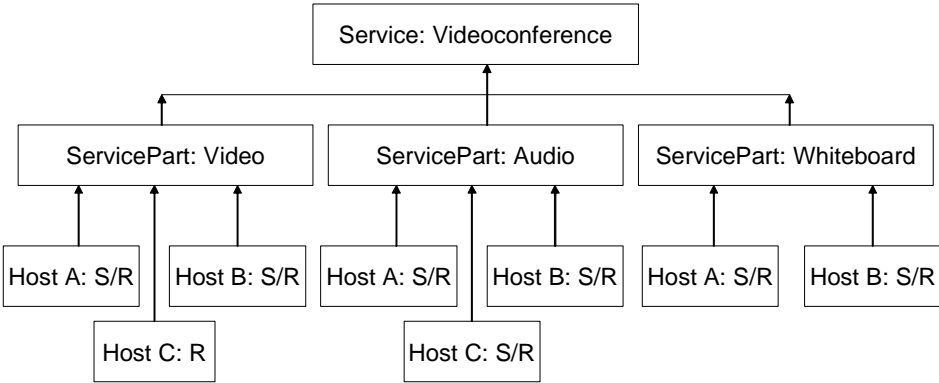 Service: Videoconference
ServicePart: Video
ServicePart: Audio
ServicePart: Whiteboard
Host A: S/R
Host B: S/R
Host A: S/R
Host B: S/R
Host A: S/R
Host B: S/R
Host C: R
Host C: S/R